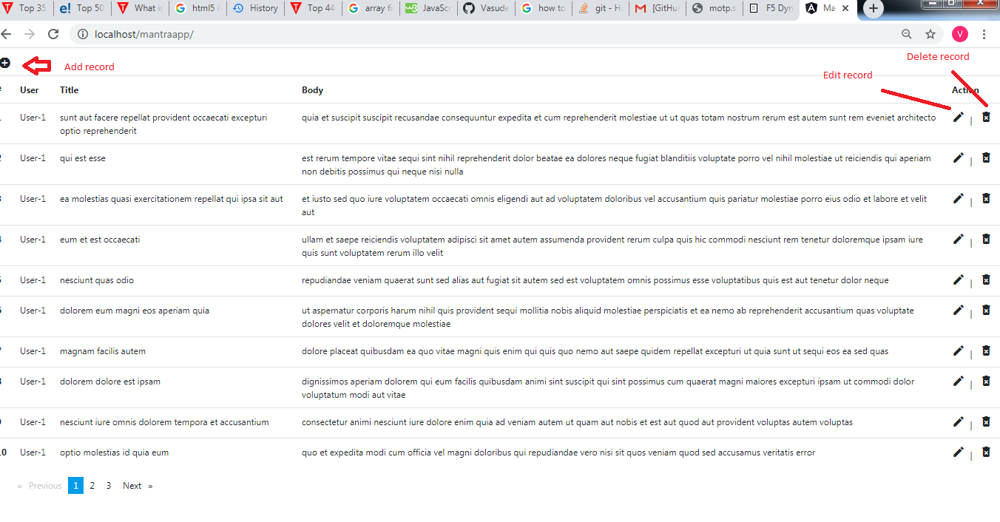 Top 35 Top 50 What is html5 i History Top 44 array fi JavaScr Vasude how to git - Ho [GitHub motp.s F5 Dyn Ma
localhost/mantraapp/ V
Delete record
Add record Edit record
User Title Body Action
User-1 sunt aut facere repellat provident occaecati excepturi quia et suscipit suscipit recusandae consequuntur expedita et cum reprehenderit molestiae ut ut quas totam nostrum rerum est autem sunt rem eveniet architecto |
optio reprehenderit
User-1 qui est esse est rerum tempore vitae sequi sint nihil reprehenderit dolor beatae ea dolores neque fugiat blanditiis voluptate porro vel nihil molestiae ut reiciendis qui aperiam |
non debitis possimus qui neque nisi nulla
User-1 ea molestias quasi exercitationem repellat qui ipsa sit aut et iusto sed quo iure voluptatem occaecati omnis eligendi aut ad voluptatem doloribus vel accusantium quis pariatur molestiae porro eius odio et labore et velit |
aut
User-1 eum et est occaecati ullam et saepe reiciendis voluptatem adipisci sit amet autem assumenda provident rerum culpa quis hic commodi nesciunt rem tenetur doloremque ipsam iure |
quis sunt voluptatem rerum illo velit
User-1 nesciunt quas odio repudiandae veniam quaerat sunt sed alias aut fugiat sit autem sed est voluptatem omnis possimus esse voluptatibus quis est aut tenetur dolor neque |
User-1 dolorem eum magni eos aperiam quia ut aspernatur corporis harum nihil quis provident sequi mollitia nobis aliquid molestiae perspiciatis et ea nemo ab reprehenderit accusantium quas voluptate |
dolores velit et doloremque molestiae
User-1 magnam facilis autem dolore placeat quibusdam ea quo vitae magni quis enim qui quis quo nemo aut saepe quidem repellat excepturi ut quia sunt ut sequi eos ea sed quas |
User-1 dolorem dolore est ipsam dignissimos aperiam dolorem qui eum facilis quibusdam animi sint suscipit qui sint possimus cum quaerat magni maiores excepturi ipsam ut commodi dolor |
voluptatum modi aut vitae
User-1 nesciunt iure omnis dolorem tempora et accusantium consectetur animi nesciunt iure dolore enim quia ad veniam autem ut quam aut nobis et est aut quod aut provident voluptas autem voluptas |
10 User-1 optio molestias id quia eum quo et expedita modi cum officia vel magni doloribus qui repudiandae vero nisi sit quos veniam quod sed accusamus veritatis error |
« Previous 1 2 3 Next »